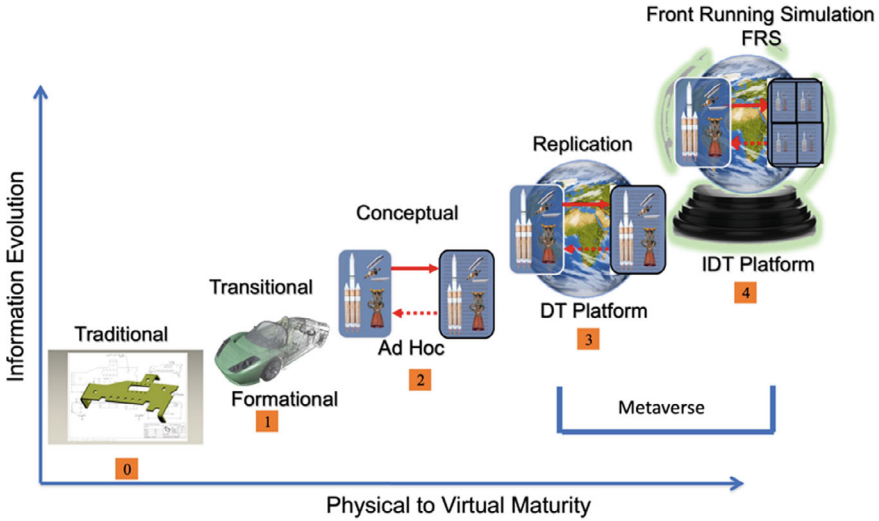 Front Running Simulation
FRS
Replication
Conceptual
Transitional
Traditional
IDT Platform
4
DT Platform
3
Ad Hoc
2
Formational
1
0
Metaverse
Information Evolution
Physical to Virtual Maturity